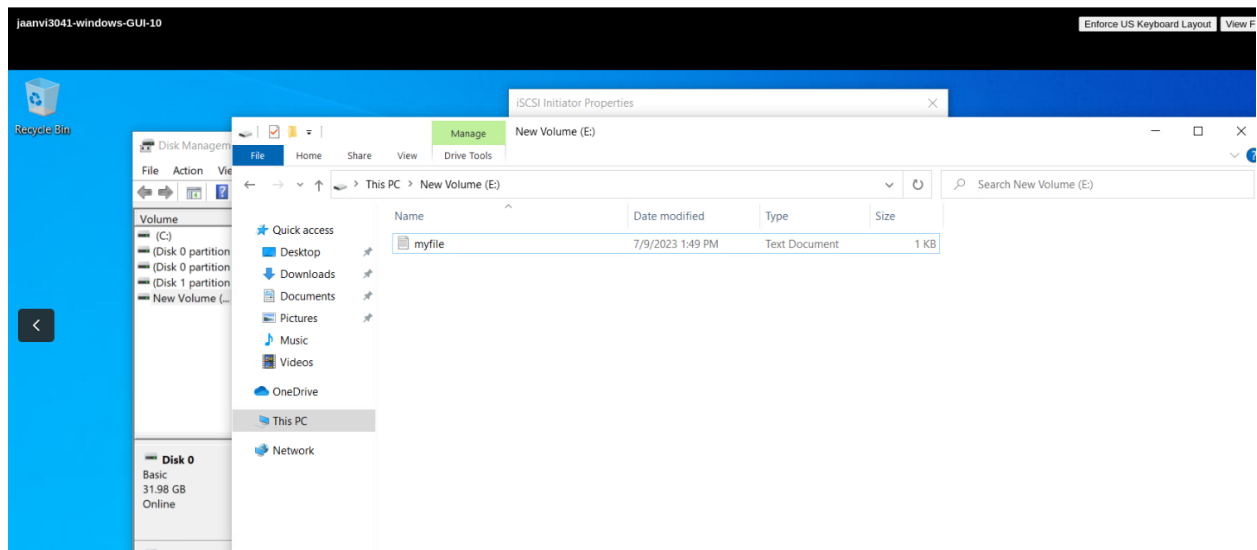 jaanvi3041-windows-GUI-10
Enforce US Keyboard Layout View F
Recycle Bin
iSCSI Initiator Properties
Disk Managem
File Action Vie
Volume
(C:)
(Disk 0 partition
(Disk 0 partition
(Disk 1 partition
New Volume (...
Disk 0
Basic
31.98 GB
Online
Manage New Volume (E:)
File Home Share View Drive Tools
This PC > New Volume (E:)
Search New Volume (E:)
Quick access
Desktop
Downloads
Documents
Pictures
Music
Videos
OneDrive
This PC
Network
Name Date modified Type Size
myfile 7/9/2023 1:49 PM Text Document 1 KB